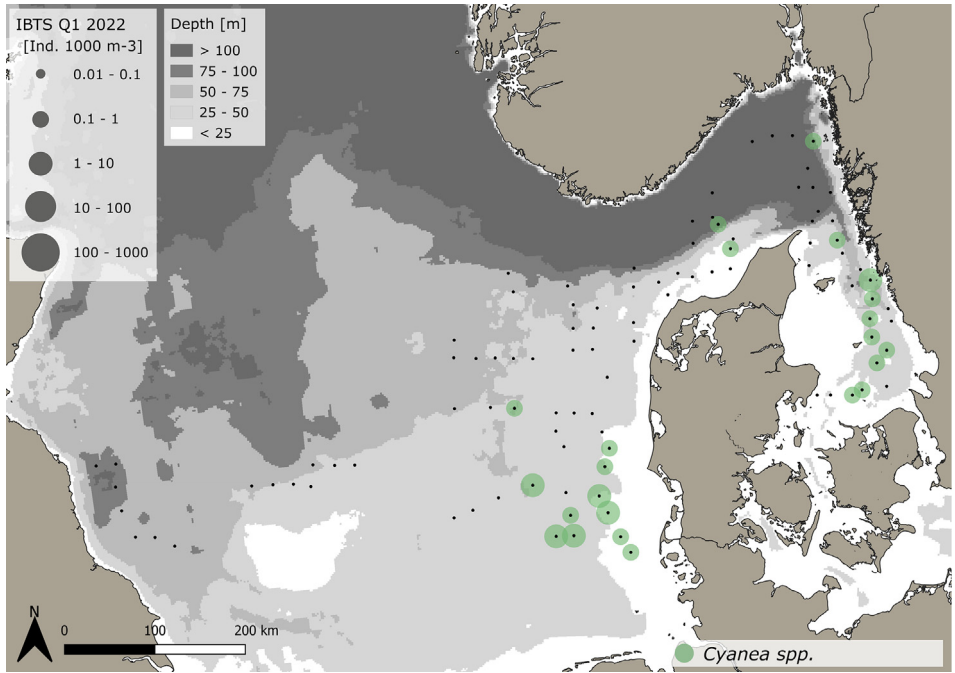 IBTS Q1 2022
[Ind. 1000 m-3]
0.01 - 0.1
0.1 - 1
1 - 10
10 - 100
100 - 1000
Depth [m]
> 100
75 - 100
50 - 75
25 - 50
< 25
N
0 100 200 km
Cyanea spp.